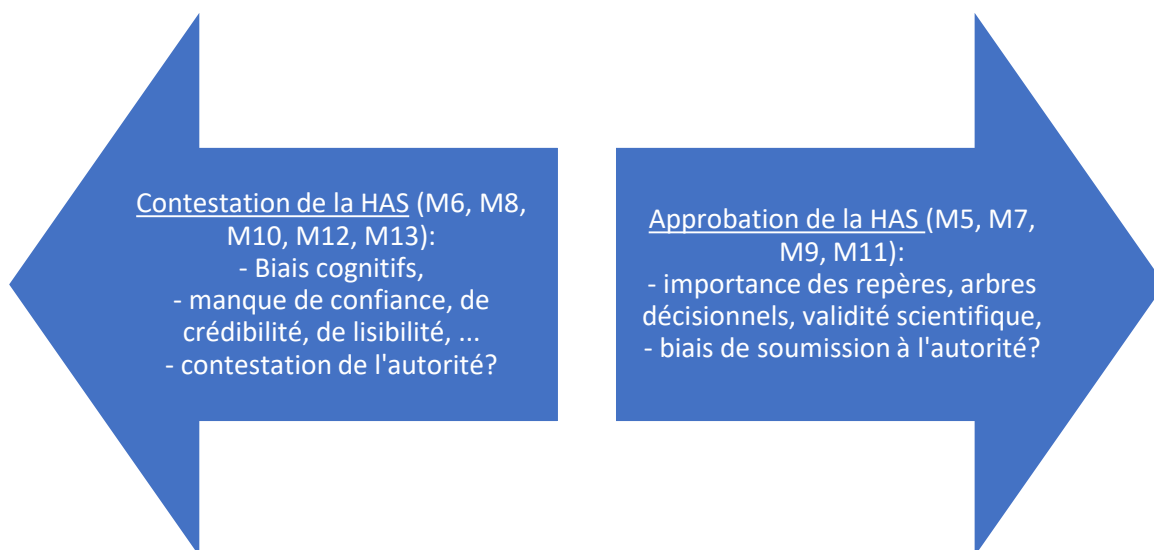 Contestation de la HAS (M6, M8,
M10, M12, M13):
- Biais cognitifs,
- manque de confiance, de
crédibilité, de lisibilité, ...
- contestation de l'autorité?
Approbation de la HAS (M5, M7,
M9, M11):
- importance des repères, arbres
décisionnels, validité scientifique,
- biais de soumission à l'autorité?